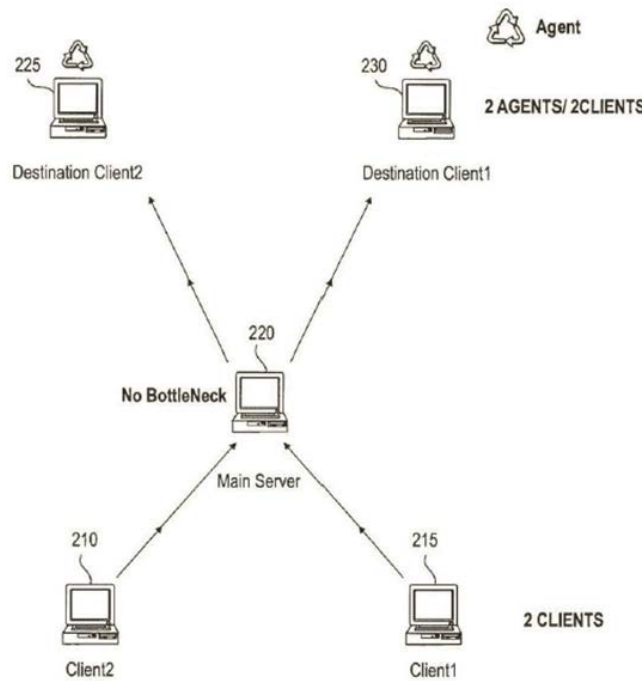 Agent
225
230
2 AGENTS/ 2CLIENTS
Destination Client2
Destination Client1
220
No BottleNeck
Main Server
210
215
2 CLIENTS
Client2
Client1